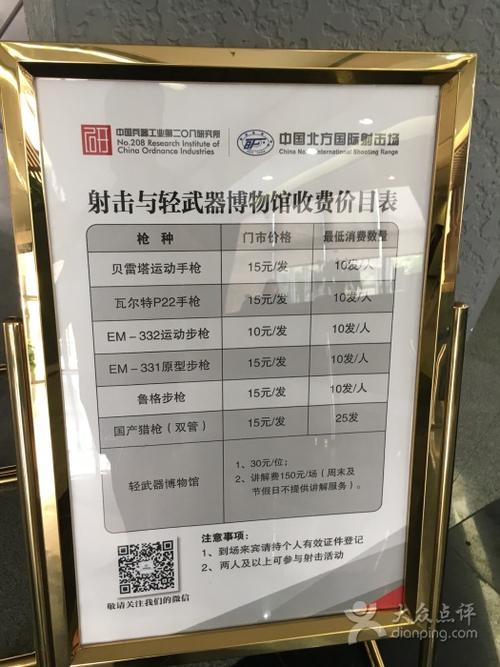 中国兵器工业第二〇八研究所
No.208 Research Institute of
China Ordnance Industries
中国北方国际射击场
China North International Shooting Range
射击与轻武器博物馆收费价目表
枪 种 门市价格 最低消费数量
贝雷塔运动手枪 15元/发 10发/人
瓦尔特P22手枪 15元/发 10发/人
EM-332运动步枪 10元/发 10发/人
EM-331原型步枪 15元/发 10发/人
鲁格步枪 15元/发 10发/人
国产猎枪（双管） 15元/发 25发
轻武器博物馆
1、30元/位；
2、讲解费150元/场（周末及
节假日不提供讲解服务）。
注意事项：
1、到场来宾请持个人有效证件登记
2、两人及以上可参与射击活动
敬请关注我们的微信
大众点评
dianping.com